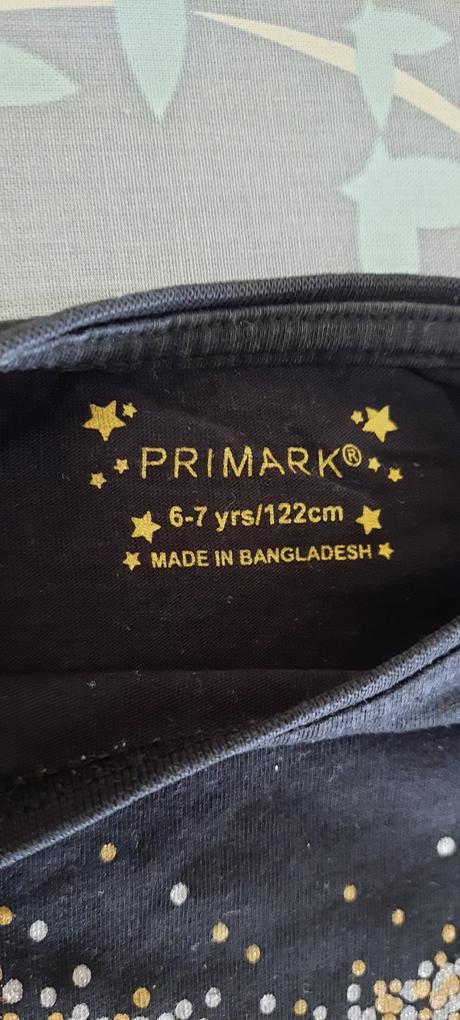 PRIMARK®
6-7 yrs/122cm
MADE IN BANGLADESH